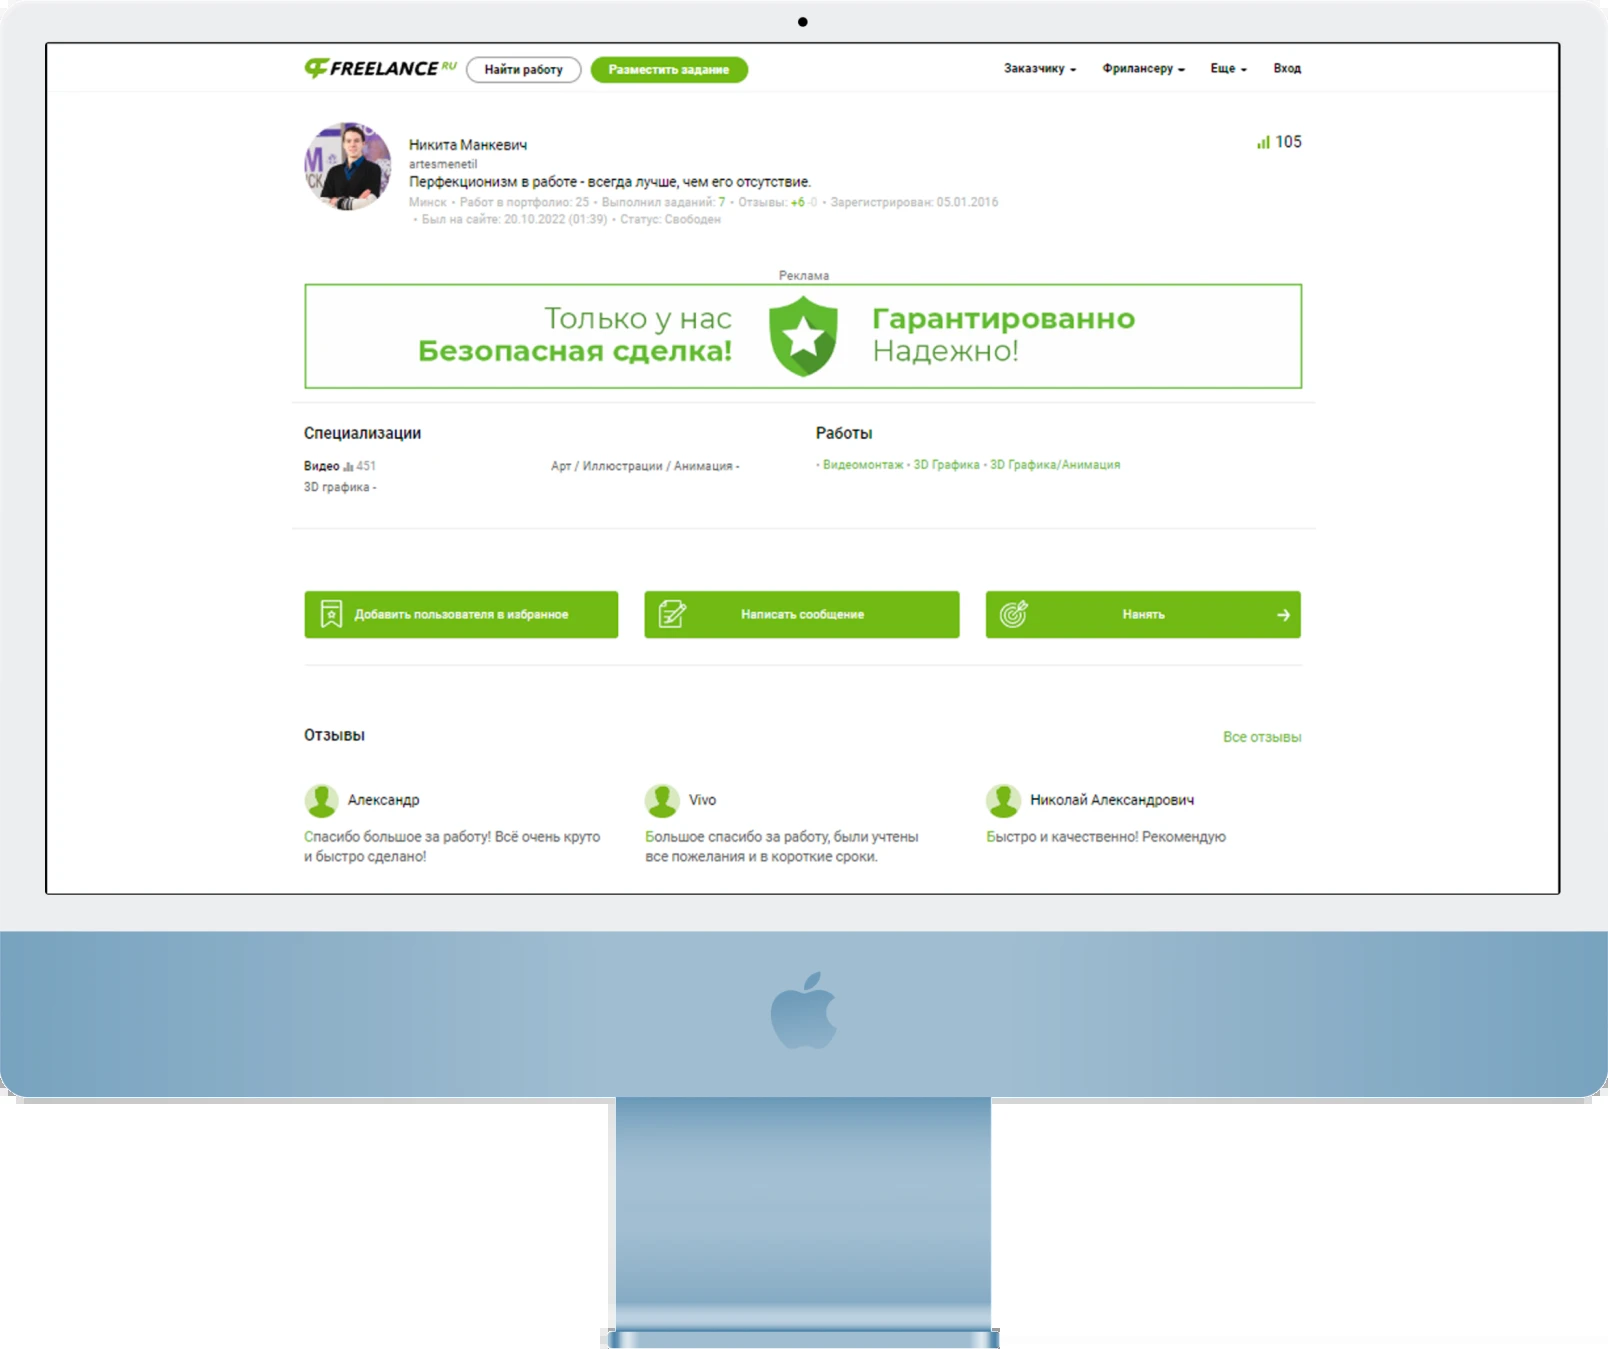 FREELANCE RU
Найти работу
Разместить задание
Заказчику
Фрилансеру
Еще
Вход
Никита Манкевич
artesmenetil
Перфекционизм в работе - всегда лучше, чем его отсутствие.
Минск • Работ в портфолио: 25 • Выполнил заданий: 7 • Отзывы: +6 -0 • Зарегистрирован: 05.01.2016
• Был на сайте: 20.10.2022 (01:39) • Статус: Свободен
105
Реклама
Только у нас
Безопасная сделка!
Гарантированно
Надежно!
Специализации
Видео 451
3D графика -
Арт / Иллюстрации / Анимация -
Работы
• Видеомонтаж • 3D Графика • 3D Графика/Анимация
Добавить пользователя в избранное
Написать сообщение
Нанять
Отзывы
Все отзывы
Александр
Спасибо большое за работу! Всё очень круто
и быстро сделано!
Vivo
Большое спасибо за работу, были учтены
все пожелания и в короткие сроки.
Николай Александрович
Быстро и качественно! Рекомендую